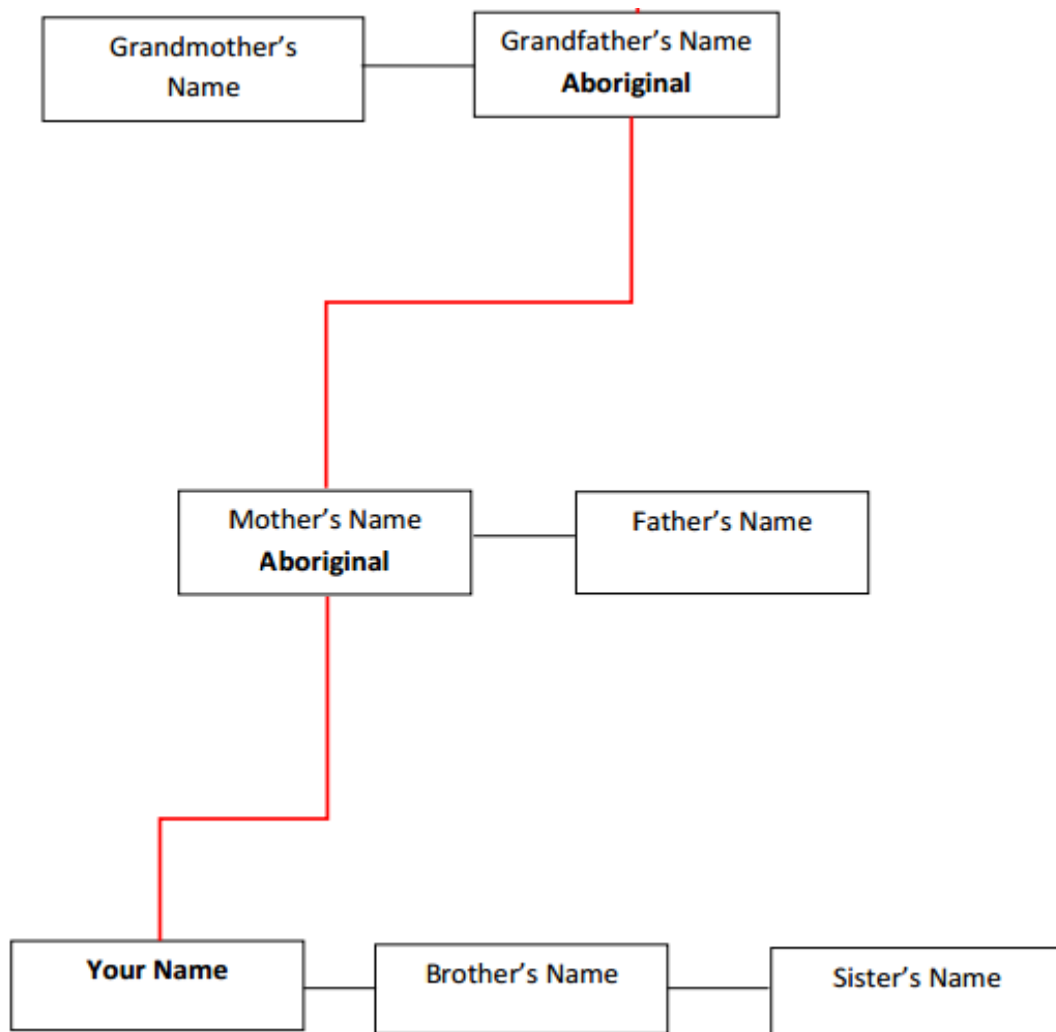 Grandmother’s
Name
Grandfather’s Name
Aboriginal
Mother’s Name
Aboriginal
Father’s Name
Your Name
Brother’s Name
Sister’s Name